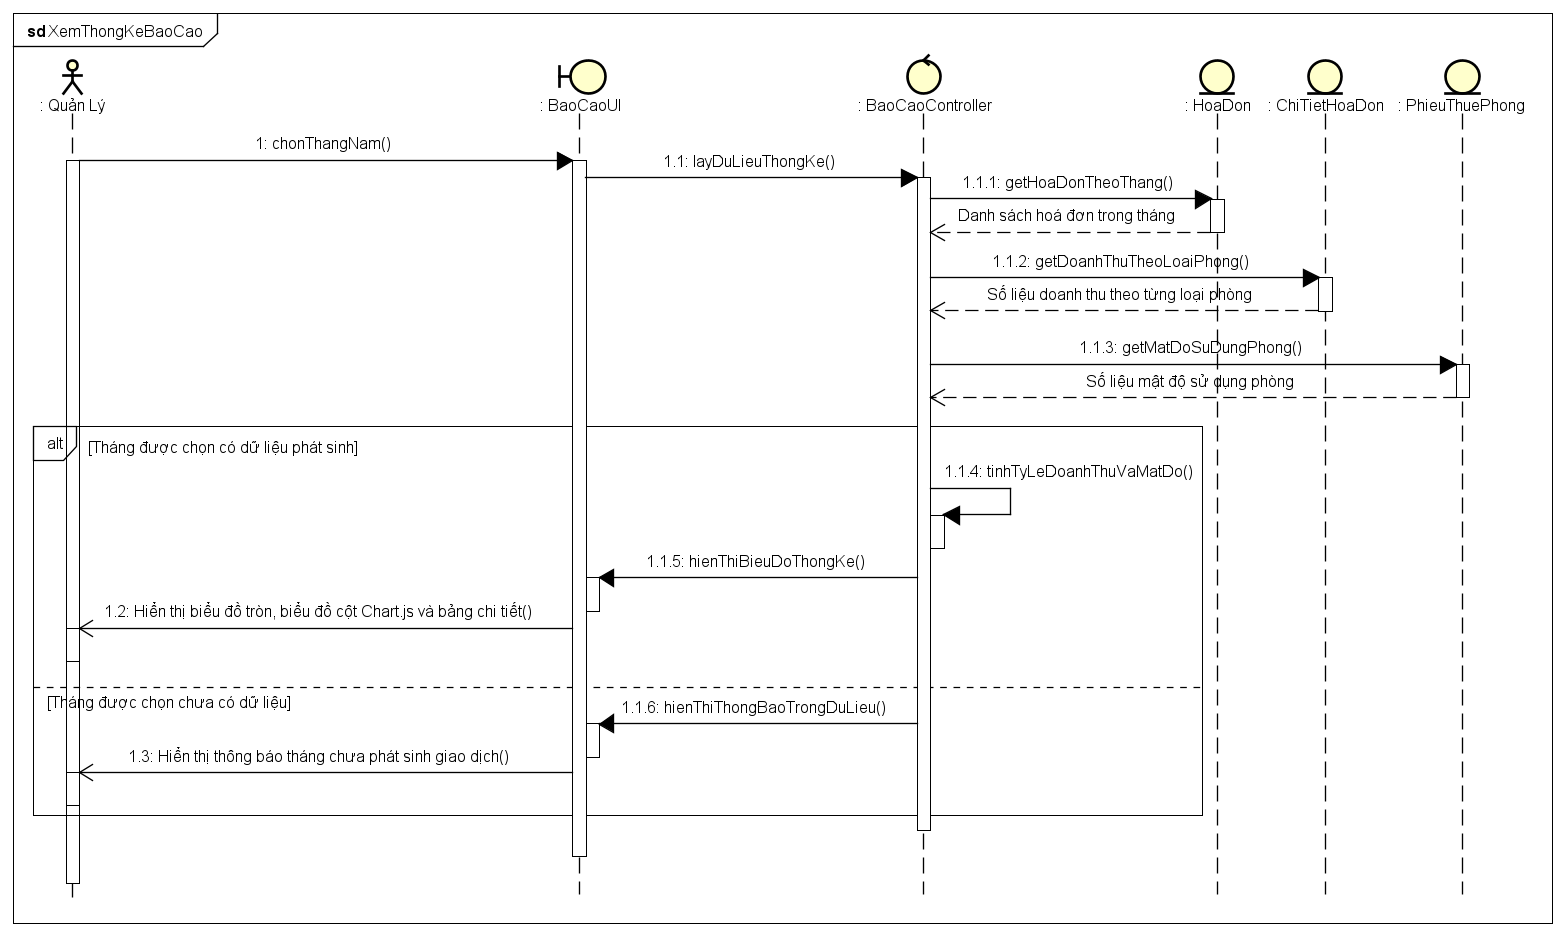 sd XemThongKeBaoCao
: Quản Lý
: BaoCaoUI
: BaoCaoController
: HoaDon
: ChiTietHoaDon
: PhieuThuePhong
1: chonThangNam()
1.1: layDuLieuThongKe()
1.1.1: getHoaDonTheoThang()
Danh sách hoá đơn trong tháng
1.1.2: getDoanhThuTheoLoaiPhong()
Số liệu doanh thu theo từng loại phòng
1.1.3: getMatDoSuDungPhong()
Số liệu mật độ sử dụng phòng
alt
[Tháng được chọn có dữ liệu phát sinh]
1.1.4: tinhTyLeDoanhThuVaMatDo()
1.1.5: hienThiBieuDoThongKe()
1.2: Hiển thị biểu đồ tròn, biểu đồ cột Chart.js và bảng chi tiết()
[Tháng được chọn chưa có dữ liệu]
1.1.6: hienThiThongBaoTrongDuLieu()
1.3: Hiển thị thông báo tháng chưa phát sinh giao dịch()